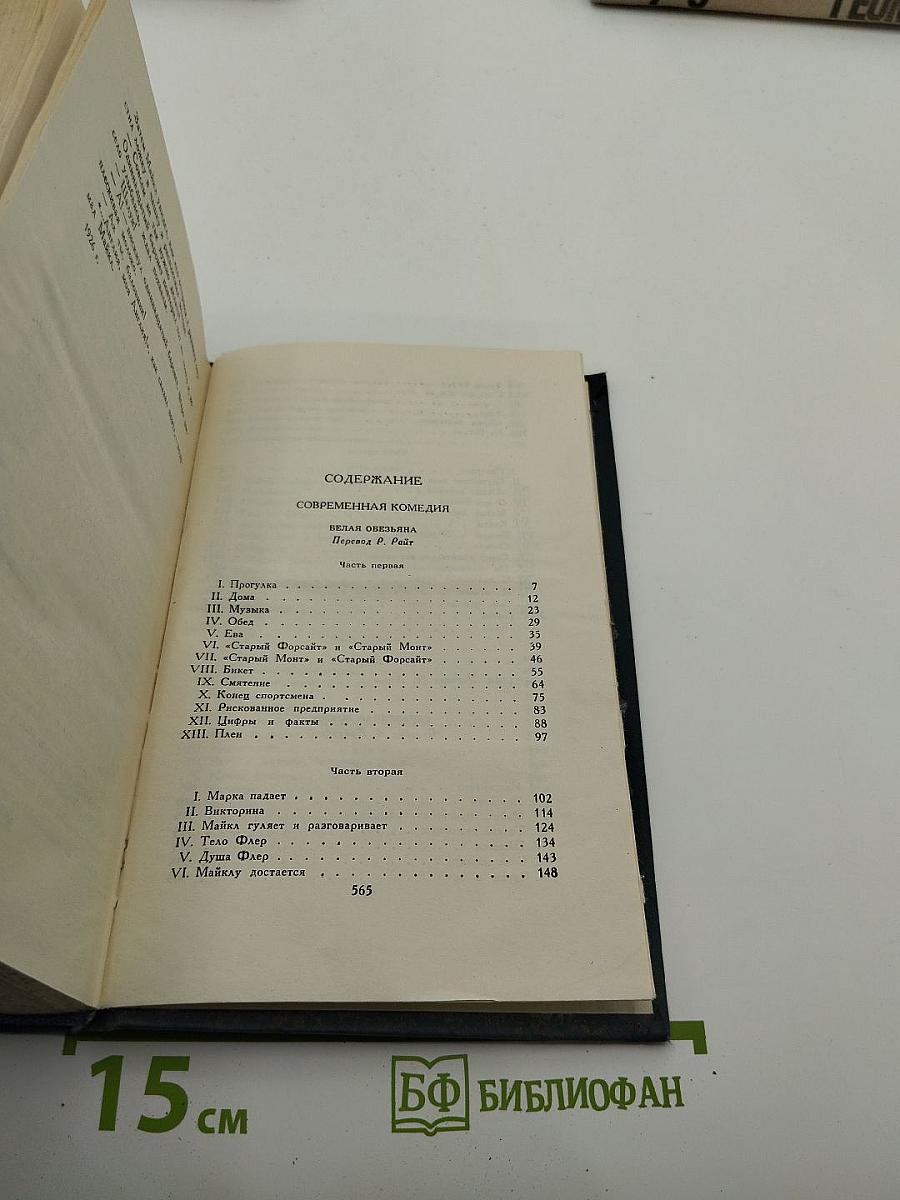 1926 г.
СОДЕРЖАНИЕ
СОВРЕМЕННАЯ КОМЕДИЯ
БЕЛАЯ ОБЕЗЬЯНА
Перевод Р. Райт
Часть первая
I. Прогулка . . . . . . . . . . . . . . . . . 7
II. Дома . . . . . . . . . . . . . . . . . . 12
III. Музыка . . . . . . . . . . . . . . . . . 23
IV. Обед . . . . . . . . . . . . . . . . . . 29
V. Ева . . . . . . . . . . . . . . . . . . 35
VI. «Старый Форсайт» и «Старый Монт» . . . . . . 39
VII. «Старый Монт» и «Старый Форсайт» . . . . . . 46
VIII. Бикет . . . . . . . . . . . . . . . . . 55
IX. Смятение . . . . . . . . . . . . . . . . 64
X. Конец спортсмена . . . . . . . . . . . . . 75
XI. Рискованное предприятие . . . . . . . . . . 83
XII. Цифры и факты . . . . . . . . . . . . . . 88
XIII. Плен . . . . . . . . . . . . . . . . . . 97
Часть вторая
I. Марка падает . . . . . . . . . . . . . . . 102
II. Викторина . . . . . . . . . . . . . . . . 114
III. Майкл гуляет и разговаривает . . . . . . . . 124
IV. Тело Флер . . . . . . . . . . . . . . . . 134
V. Душа Флер . . . . . . . . . . . . . . . . 143
VI. Майклу достается . . . . . . . . . . . . . 148
565
15 см
БФ БИБЛИОФАН